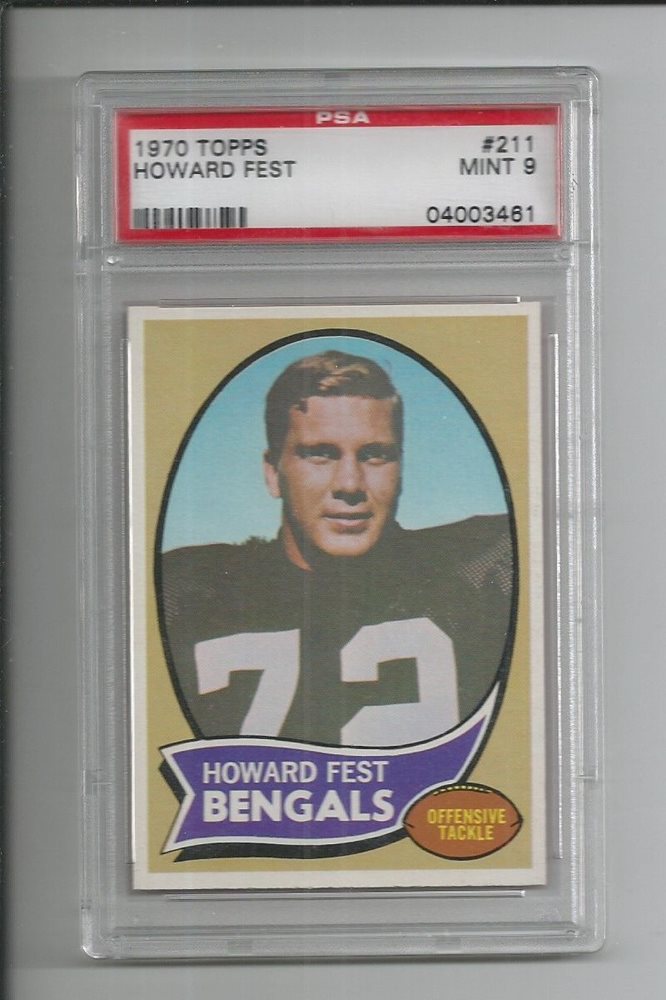 PSA
1970 TOPPS #211
HOWARD FEST MINT 9
04003461
72
HOWARD FEST
BENGALS
OFFENSIVE
TACKLE